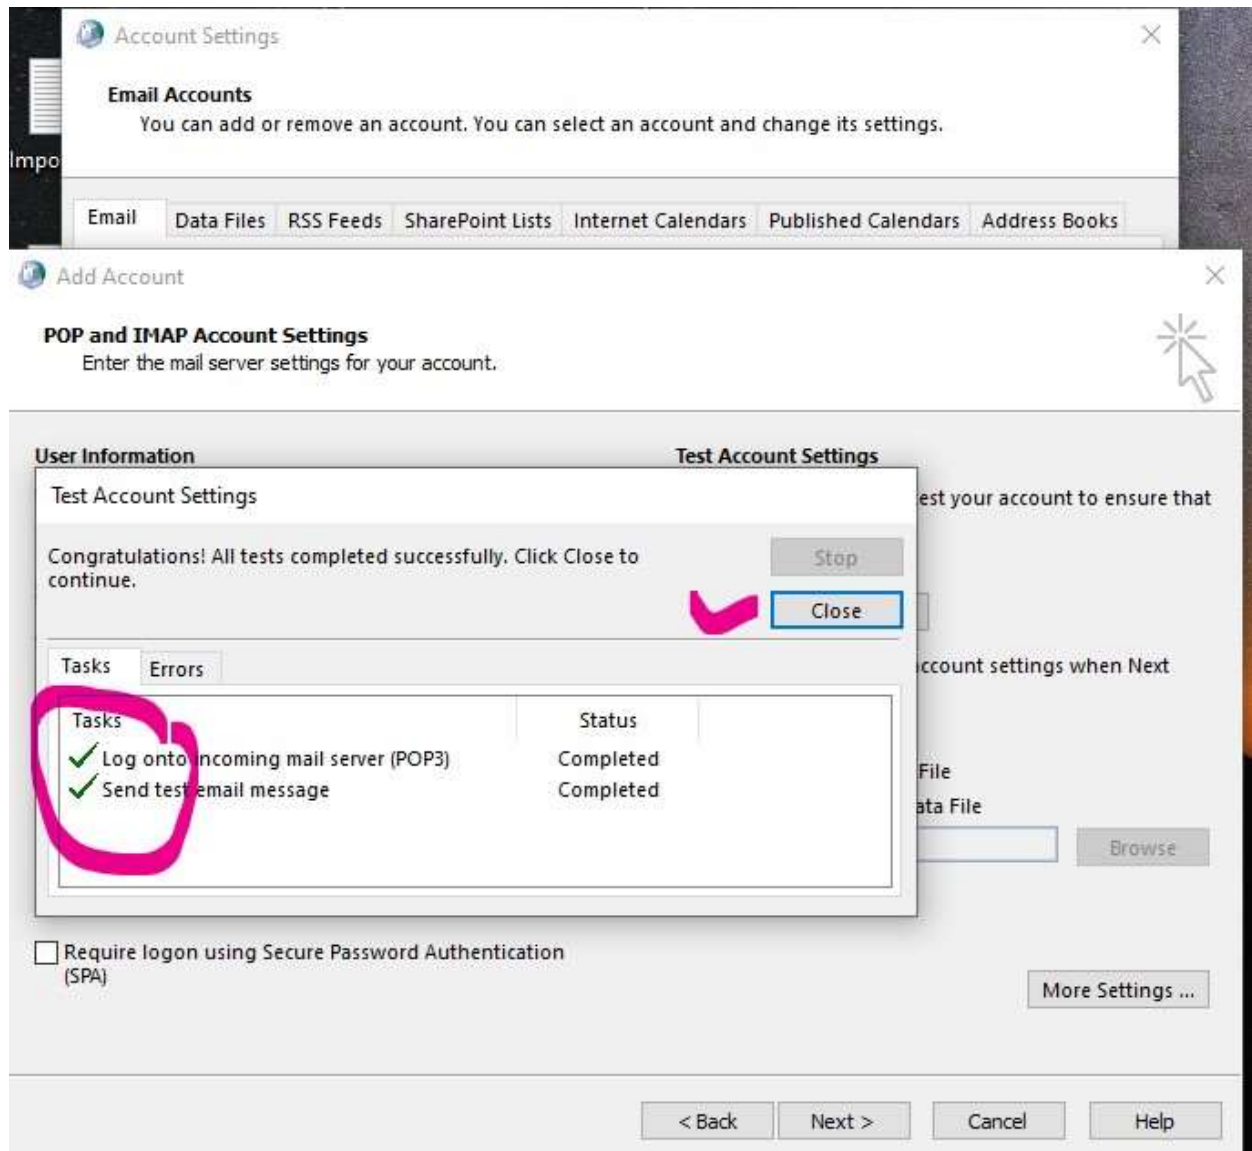 Account Settings
Email Accounts
You can add or remove an account. You can select an account and change its settings.
Impo
Email Data Files RSS Feeds SharePoint Lists Internet Calendars Published Calendars Address Books
Add Account
POP and IMAP Account Settings
Enter the mail server settings for your account.
User Information Test Account Settings
Test Account Settings
est your account to ensure that
Congratulations! All tests completed successfully. Click Close to
continue.
Stop
Close
Tasks Errors
ccount settings when Next
Tasks Status
Log onto incoming mail server (POP3) Completed
Send test email message Completed
File
ata File
Browse
Require logon using Secure Password Authentication
(SPA)
More Settings ...
< Back Next > Cancel Help